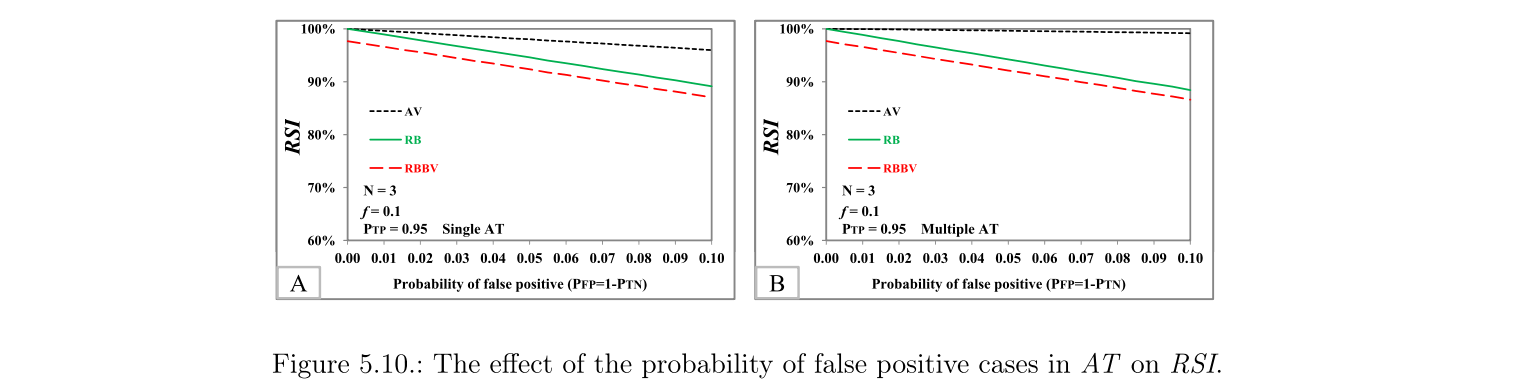 100%
90%
80%
70%
60%
RSI
AV
RB
RBBV
N = 3
f = 0.1
PTP = 0.95 Single AT
0.00 0.01 0.02 0.03 0.04 0.05 0.06 0.07 0.08 0.09 0.10
A
Probability of false positive (PFP=1-PTN)
100%
90%
80%
70%
60%
RSI
AV
RB
RBBV
N = 3
f = 0.1
PTP = 0.95 Multiple AT
0.00 0.01 0.02 0.03 0.04 0.05 0.06 0.07 0.08 0.09 0.10
B
Probability of false positive (PFP=1-PTN)
Figure 5.10.: The effect of the probability of false positive cases in AT on RSI.